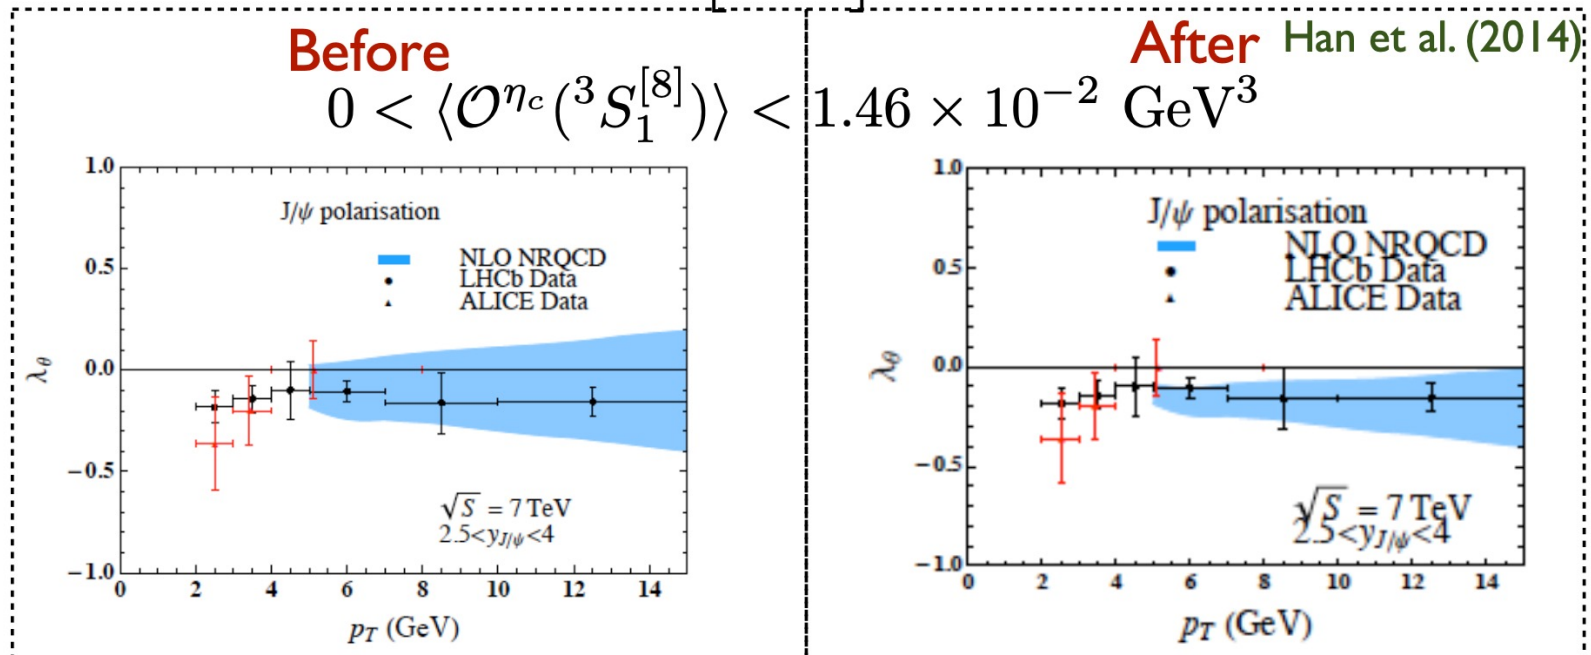 Before
After Han et al. (2014)
0 < ⟨𝒪^{η_c}(³S₁^{[8]})⟩ < 1.46 × 10⁻² GeV³
1.0
0.5
0.0
−0.5
−1.0
λ_θ
J/ψ polarisation
NLO NRQCD
LHCb Data
ALICE Data
√S = 7 TeV
2.5<y_{J/ψ}<4
0 2 4 6 8 10 12 14
p_T (GeV)
1.0
0.5
0.0
−0.5
−1.0
λ_θ
J/ψ polarisation
NLO NRQCD
LHCb Data
ALICE Data
√S = 7 TeV
2.5<y_{J/ψ}<4
0 2 4 6 8 10 12 14
p_T (GeV)